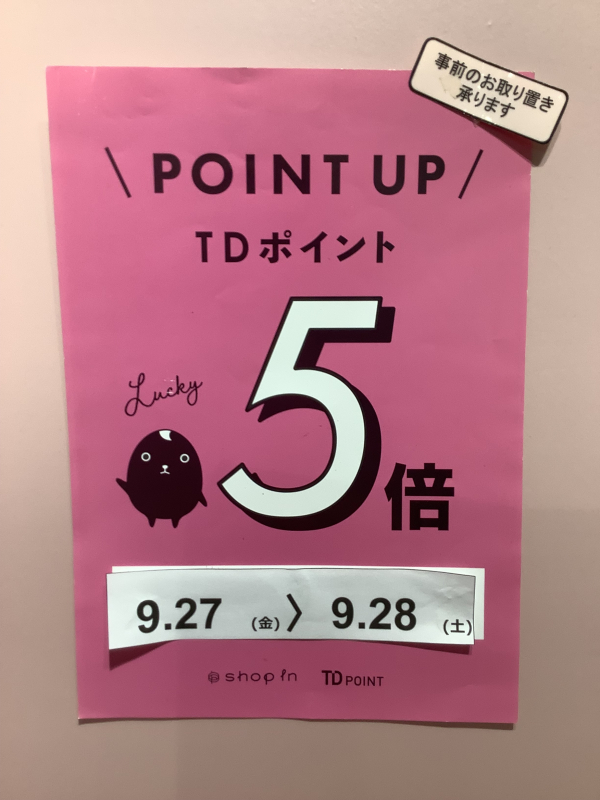 事前のお取り置き
承ります
\ POINT UP /
TDポイント
Lucky
5倍
9.27 (金) 〉 9.28 (土)
shop in TD POINT